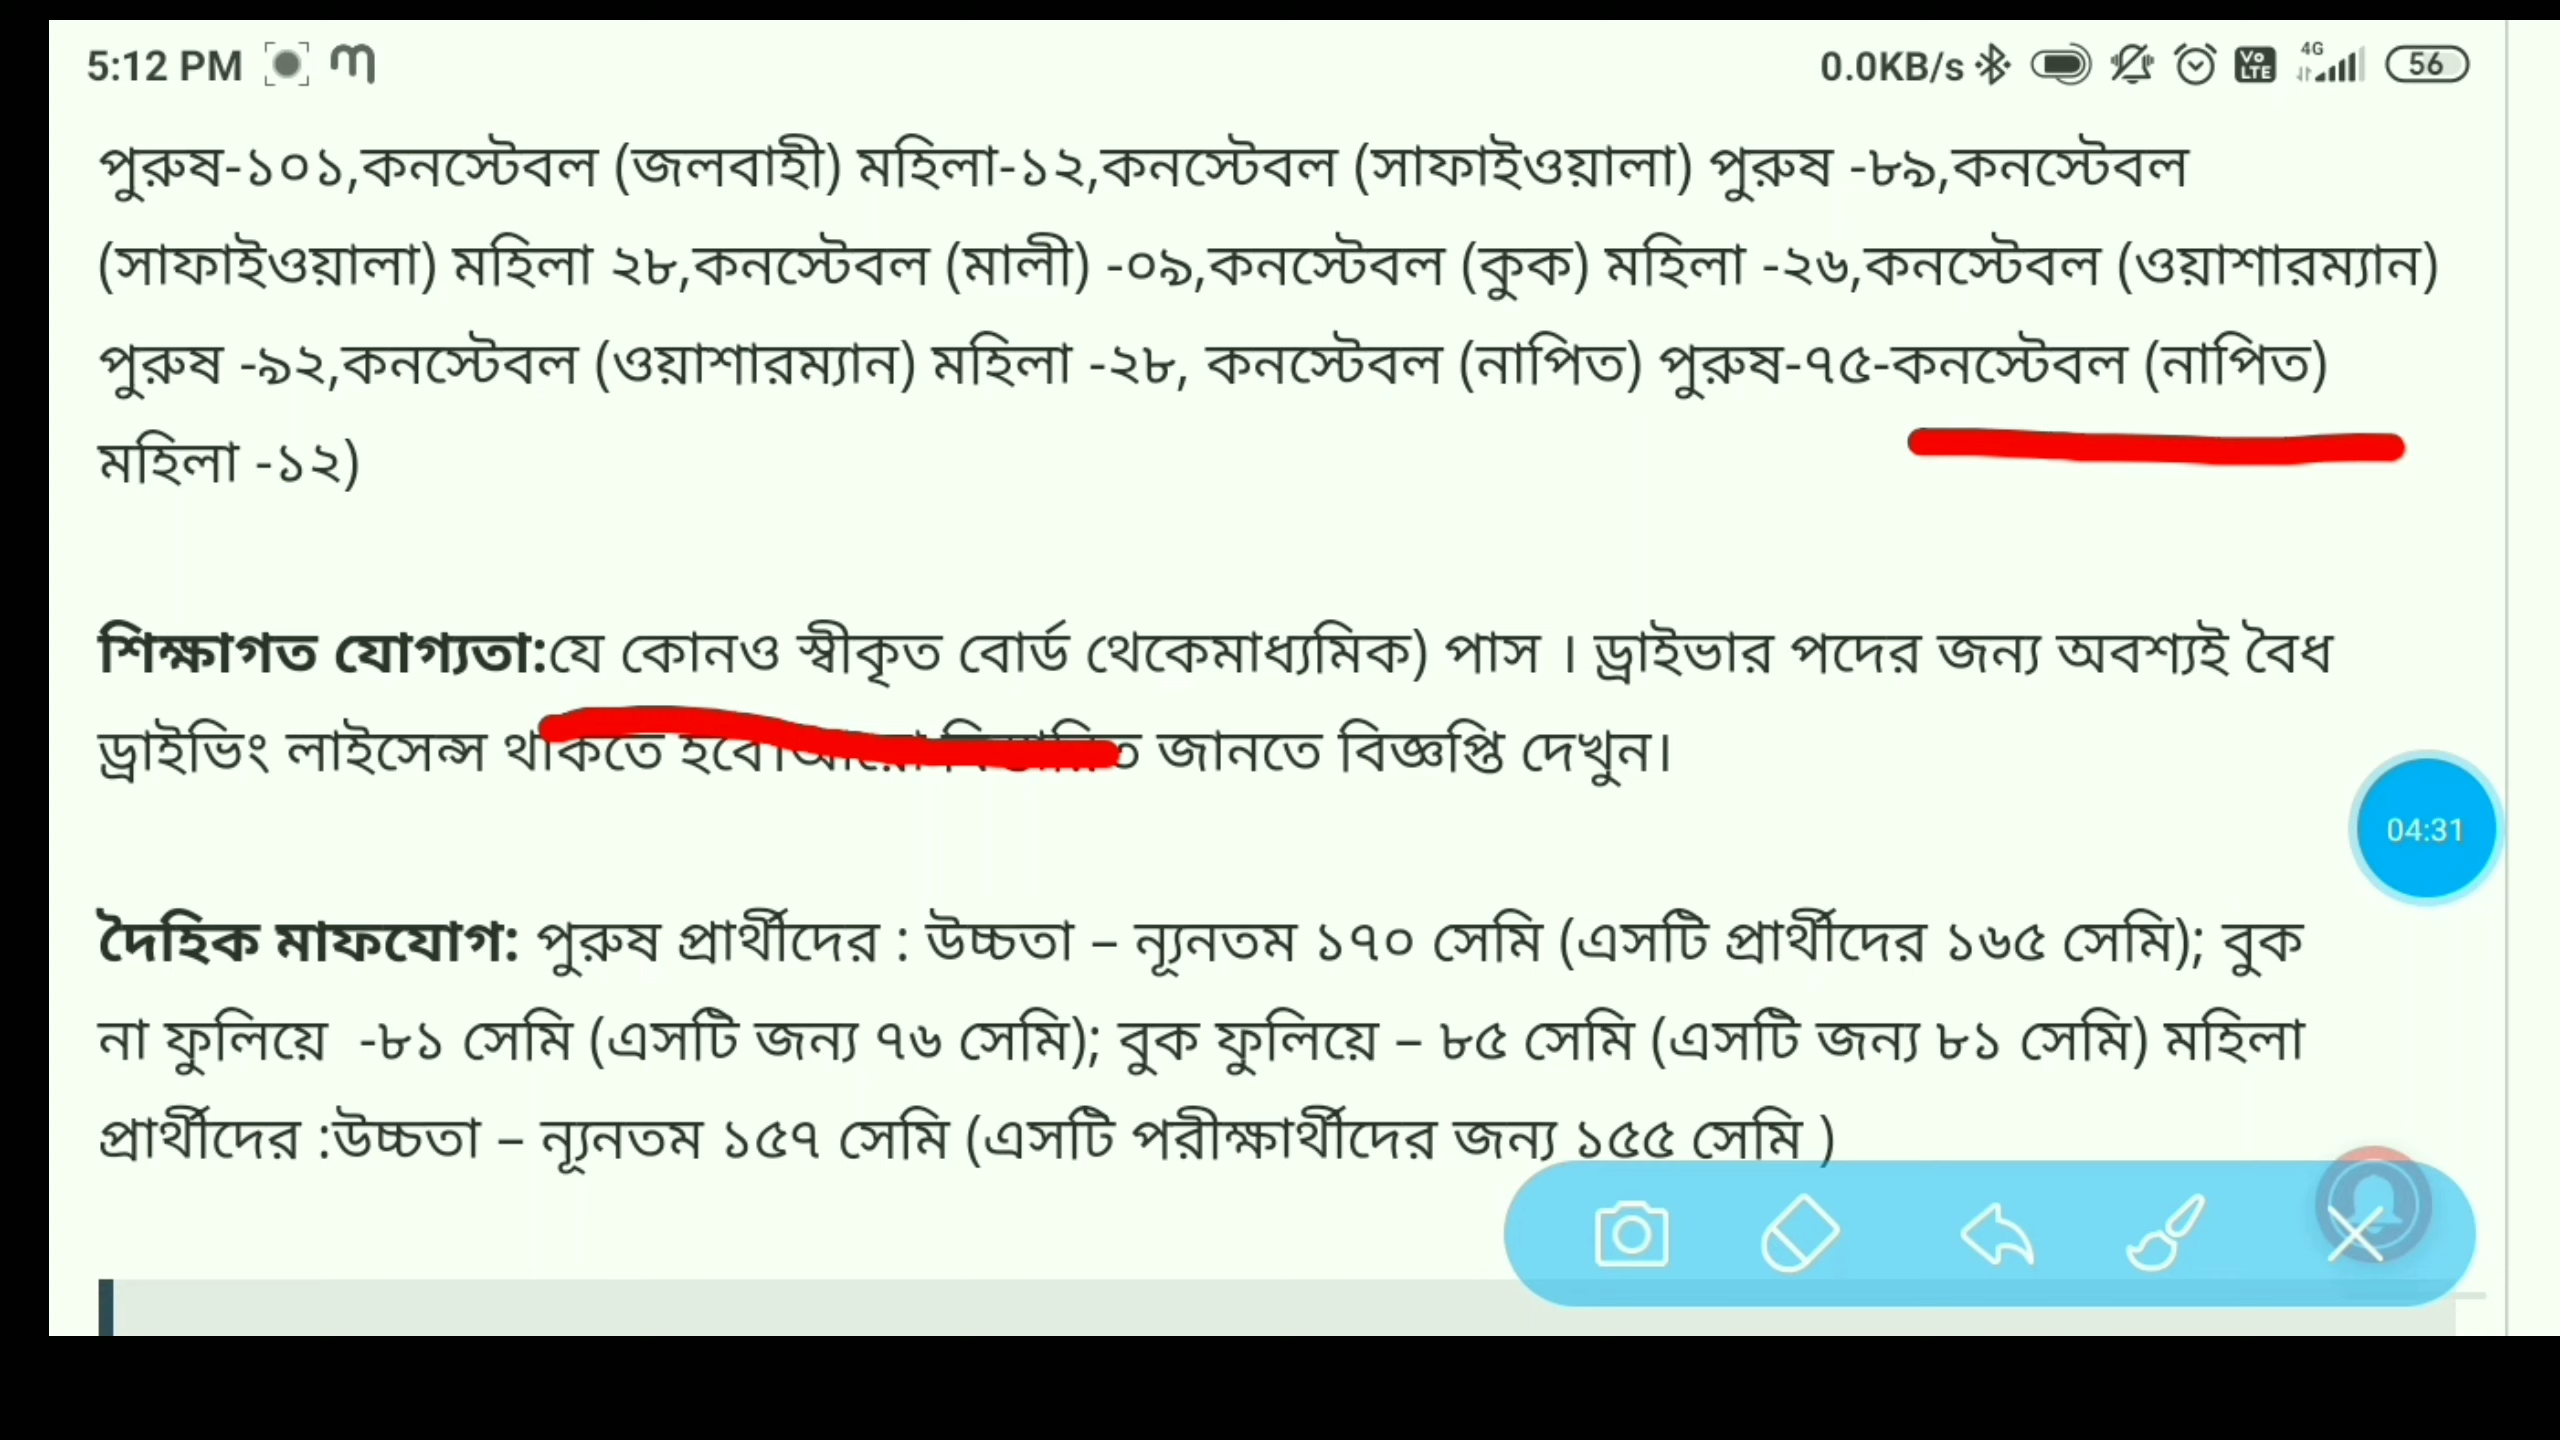 5:12 PM 0.0KB/s VoLTE 4G 56
পুরুষ-১০১,কনস্টেবল (জলবাহী) মহিলা-১২,কনস্টেবল (সাফাইওয়ালা) পুরুষ -৮৯,কনস্টেবল
(সাফাইওয়ালা) মহিলা ২৮,কনস্টেবল (মালী) -০৯,কনস্টেবল (কুক) মহিলা -২৬,কনস্টেবল (ওয়াশারম্যান)
পুরুষ -৯২,কনস্টেবল (ওয়াশারম্যান) মহিলা -২৮, কনস্টেবল (নাপিত) পুরুষ-৭৫-কনস্টেবল (নাপিত)
মহিলা -১২)
শিক্ষাগত যোগ্যতা:যে কোনও স্বীকৃত বোর্ড থেকেমাধ্যমিক) পাস । ড্রাইভার পদের জন্য অবশ্যই বৈধ
ড্রাইভিং লাইসেন্স থাকতে হবে। জানতে বিজ্ঞপ্তি দেখুন।
04:31
দৈহিক মাফযোগ: পুরুষ প্রার্থীদের : উচ্চতা – ন্যূনতম ১৭০ সেমি (এসটি প্রার্থীদের ১৬৫ সেমি); বুক
না ফুলিয়ে -৮১ সেমি (এসটি জন্য ৭৬ সেমি); বুক ফুলিয়ে – ৮৫ সেমি (এসটি জন্য ৮১ সেমি) মহিলা
প্রার্থীদের :উচ্চতা – ন্যূনতম ১৫৭ সেমি (এসটি পরীক্ষার্থীদের জন্য ১৫৫ সেমি )